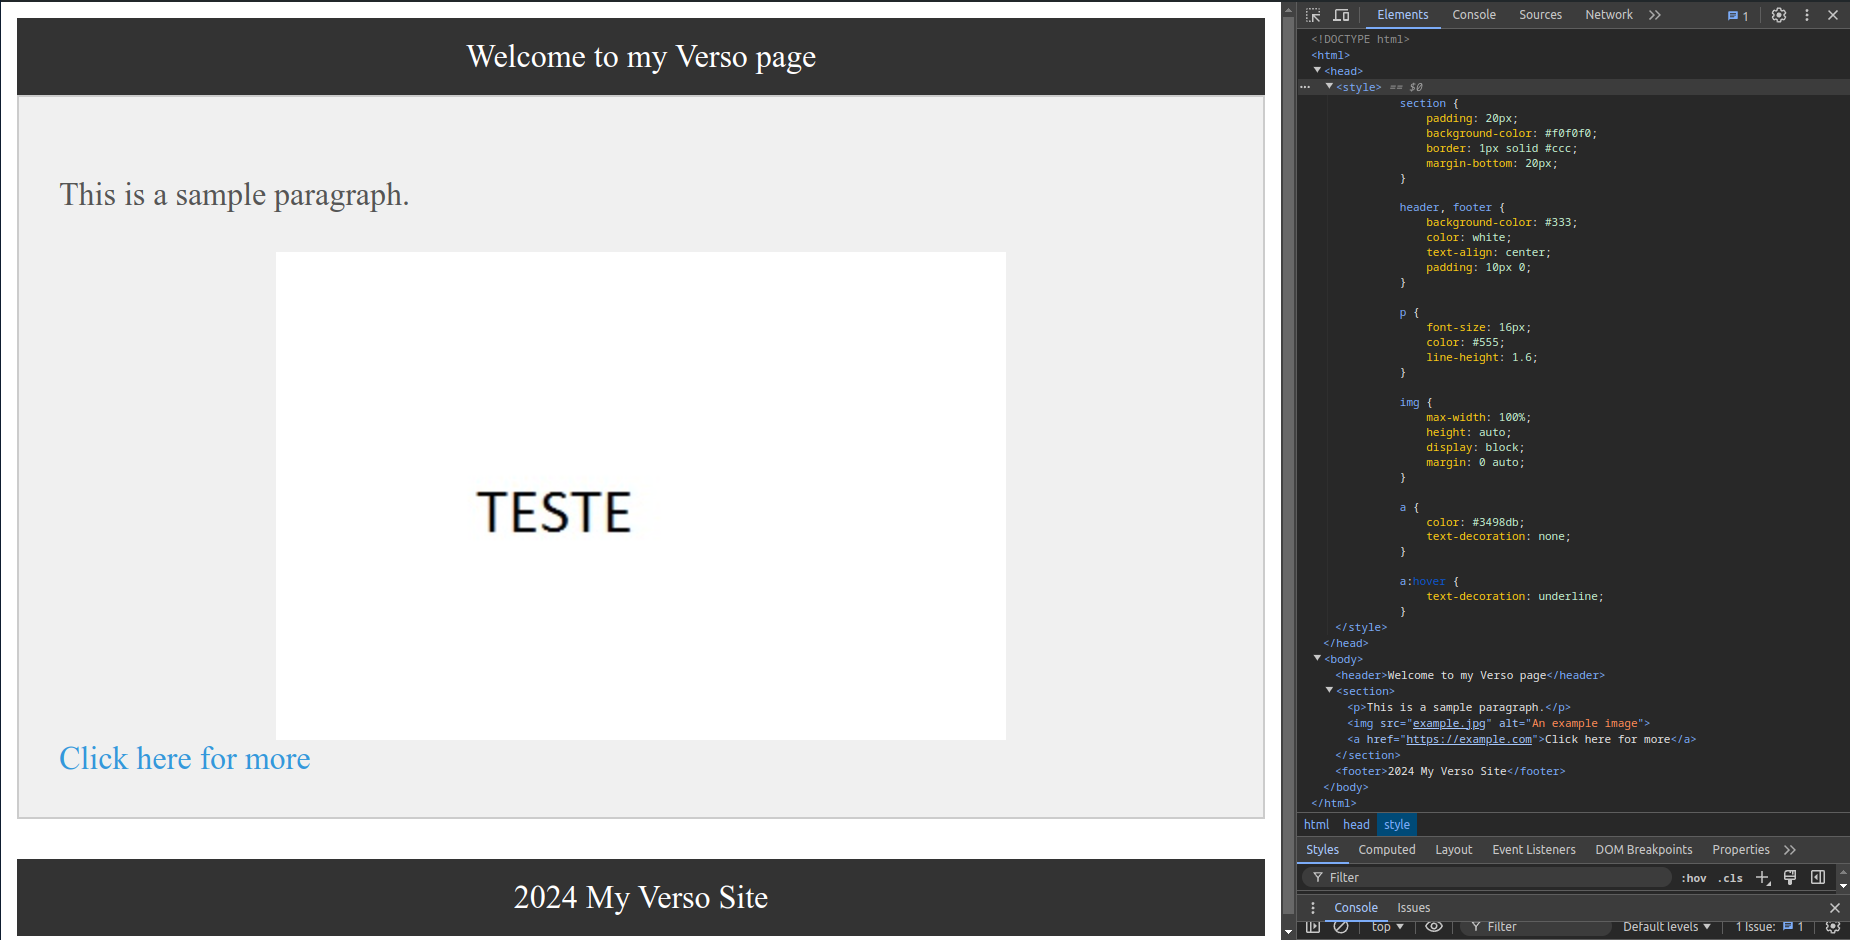 Welcome to my Verso page
This is a sample paragraph.
TESTE
Click here for more
2024 My Verso Site
Elements Console Sources Network 1
<!DOCTYPE html>
<html>
<head>
<style> == $0
section {
padding: 20px;
background-color: #f0f0f0;
border: 1px solid #ccc;
margin-bottom: 20px;
}
header, footer {
background-color: #333;
color: white;
text-align: center;
padding: 10px 0;
}
p {
font-size: 16px;
color: #555;
line-height: 1.6;
}
img {
max-width: 100%;
height: auto;
display: block;
margin: 0 auto;
}
a {
color: #3498db;
text-decoration: none;
}
a:hover {
text-decoration: underline;
}
</style>
</head>
<body>
<header>Welcome to my Verso page</header>
<section>
<p>This is a sample paragraph.</p>
<img src="example.jpg" alt="An example image">
<a href="https://example.com">Click here for more</a>
</section>
<footer>2024 My Verso Site</footer>
</body>
</html>
html head style
Styles Computed Layout Event Listeners DOM Breakpoints Properties
Filter :hov .cls
Console Issues
top Filter Default levels 1 Issue: 1